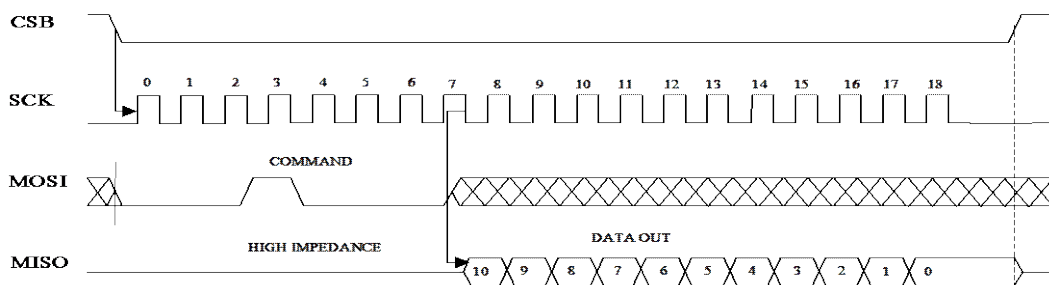 CSB
0 1 2 3 4 5 6 7 8 9 10 11 12 13 14 15 16 17 18
SCK
COMMAND
MOSI
HIGH IMPEDANCE
DATA OUT
MISO
10 9 8 7 6 5 4 3 2 1 0